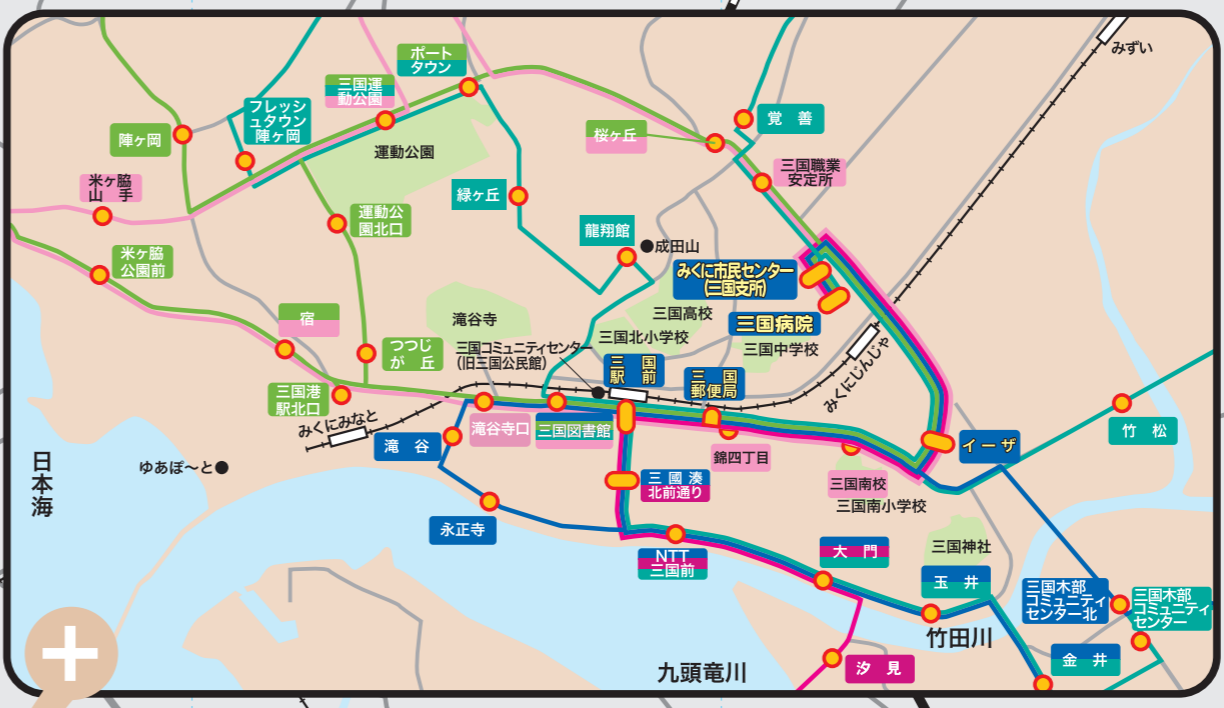 みずい
ポート
タウン
三国運
動公園
フレッシ
ュタウン
陣ヶ岡
陣ヶ岡
覚 善
桜ヶ丘
運動公園
三国職業
安定所
米ヶ脇
山 手
緑ヶ丘
運動公
園北口
龍翔館
成田山
米ヶ脇
公園前
みくに市民センター
(三国支所)
三国病院
三国高校
宿
滝谷寺
三国北小学校
三国中学校
つつじ
が 丘
三国コミュニティセンター
(旧三国公民館)
三 国
駅 前
三 国
郵便局
みくにじんじゃ
三国港
駅北口
みくにみなと
滝谷寺口
三国図書館
竹 松
滝 谷
イーザ
錦四丁目
日本海
ゆあぽ〜と
三國湊
北前通り
三国南校
三国南小学校
永正寺
NTT
三国前
大 門
三国神社
玉 井
三国木部
コミュニティ
センター北
三国木部
コミュニティ
センター
竹田川
金 井
九頭竜川
汐 見